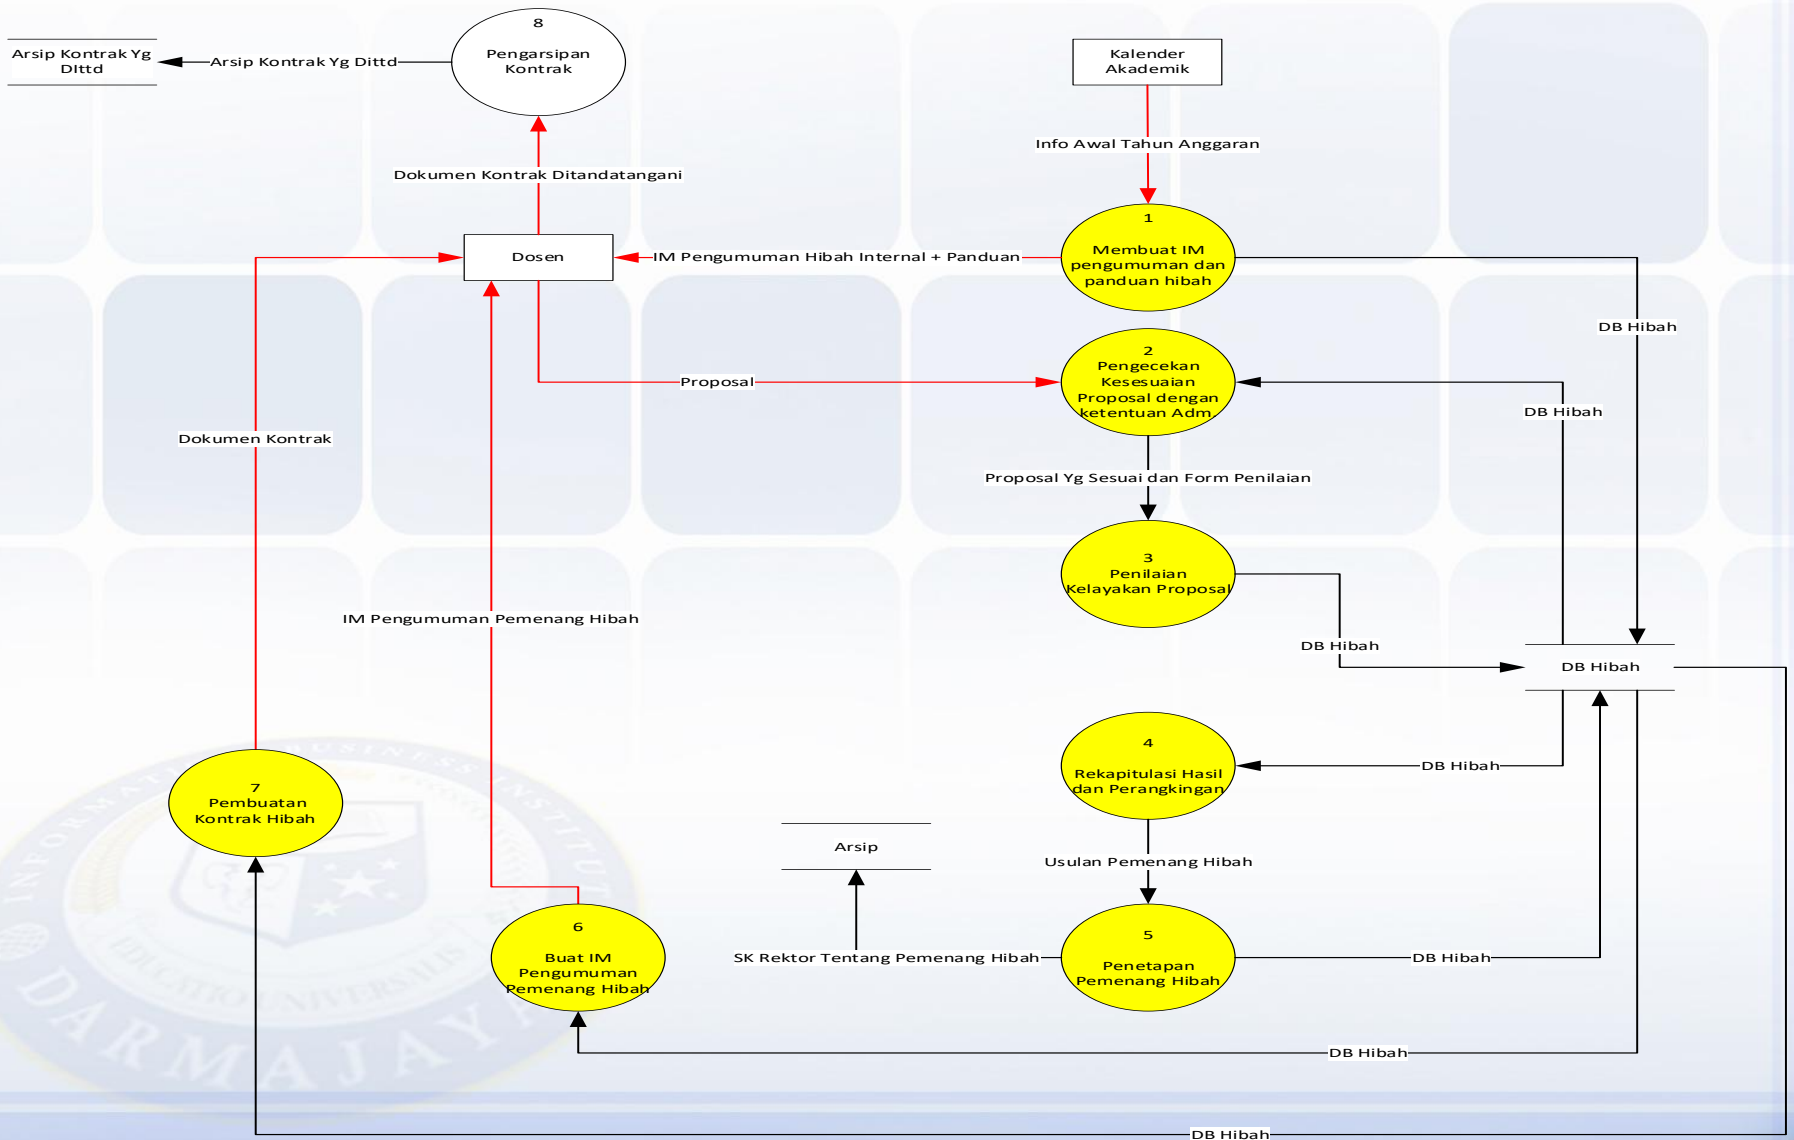 8
Pengarsipan
Kontrak
Arsip Kontrak Yg
DIttd
Arsip Kontrak Yg Dittd
Kalender
Akademik
Info Awal Tahun Anggaran
Dokumen Kontrak Ditandatangani
1
Membuat IM
pengumuman dan
panduan hibah
Dosen
IM Pengumuman Hibah Internal + Panduan
DB Hibah
2
Pengecekan
Kesesuaian
Proposal dengan
ketentuan Adm.
Proposal
DB Hibah
Dokumen Kontrak
Proposal Yg Sesuai dan Form Penilaian
3
Penilaian
Kelayakan Proposal
IM Pengumuman Pemenang Hibah
DB Hibah
DB Hibah
4
Rekapitulasi Hasil
dan Perangkingan
DB Hibah
7
Pembuatan
Kontrak Hibah
Arsip
Usulan Pemenang Hibah
6
Buat IM
Pengumuman
Pemenang Hibah
SK Rektor Tentang Pemenang Hibah
5
Penetapan
Pemenang Hibah
DB Hibah
DB Hibah
DB Hibah
BUSINESS INSTITUT
EDUCATIO UNIVERSILIS
DARMAJAYA